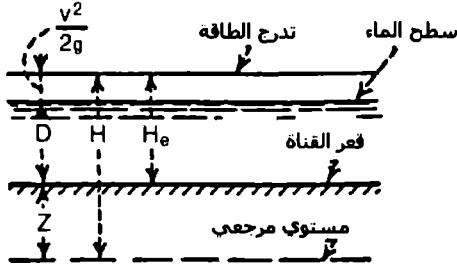 v²
2g
تدرج الطاقة
سطح الماء
D
H
Hₑ
قعر القناة
Z
مستوي مرجعي